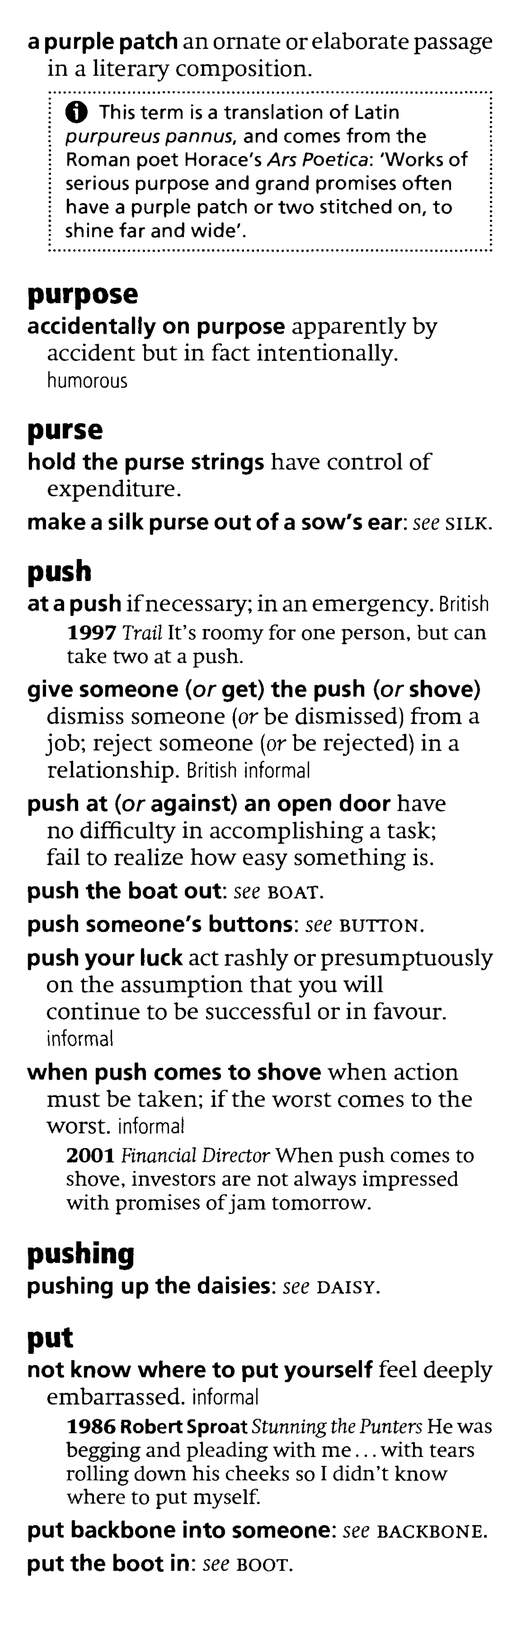 a purple patch an ornate or elaborate passage
in a literary composition.
This term is a translation of Latin
purpureus pannus, and comes from the
Roman poet Horace's Ars Poetica: 'Works of
serious purpose and grand promises often
have a purple patch or two stitched on, to
shine far and wide'.
purpose
accidentally on purpose apparently by
accident but in fact intentionally.
humorous
purse
hold the purse strings have control of
expenditure.
make a silk purse out of a sow's ear: see SILK.
push
at a push if necessary; in an emergency. British
1997 Trail It's roomy for one person, but can
take two at a push.
give someone (or get) the push (or shove)
dismiss someone (or be dismissed) from a
job; reject someone (or be rejected) in a
relationship. British informal
push at (or against) an open door have
no difficulty in accomplishing a task;
fail to realize how easy something is.
push the boat out: see BOAT.
push someone's buttons: see BUTTON.
push your luck act rashly or presumptuously
on the assumption that you will
continue to be successful or in favour.
informal
when push comes to shove when action
must be taken; if the worst comes to the
worst. informal
2001 Financial Director When push comes to
shove, investors are not always impressed
with promises of jam tomorrow.
pushing
pushing up the daisies: see DAISY.
put
not know where to put yourself feel deeply
embarrassed. informal
1986 Robert Sproat Stunning the Punters He was
begging and pleading with me ... with tears
rolling down his cheeks so I didn't know
where to put myself.
put backbone into someone: see BACKBONE.
put the boot in: see BOOT.